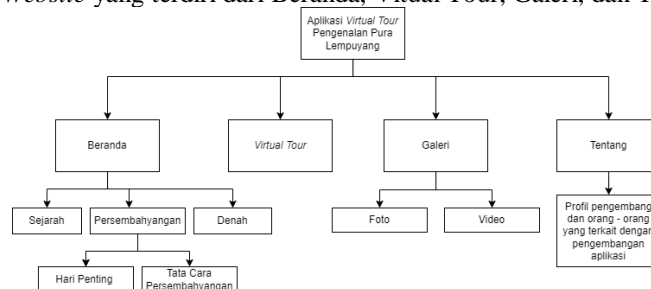 Website yang terdiri dari Beranda, Vitual Tour, Galeri, dan T
Aplikasi Virtual Tour
Pengenalan Pura
Lempuyang
Beranda
Virtual Tour
Galeri
Tentang
Sejarah
Persembahyangan
Denah
Foto
Video
Profil pengembang
dan orang - orang
yang terkait dengan
pengembangan
aplikasi
Hari Penting
Tata Cara
Persembahyangan